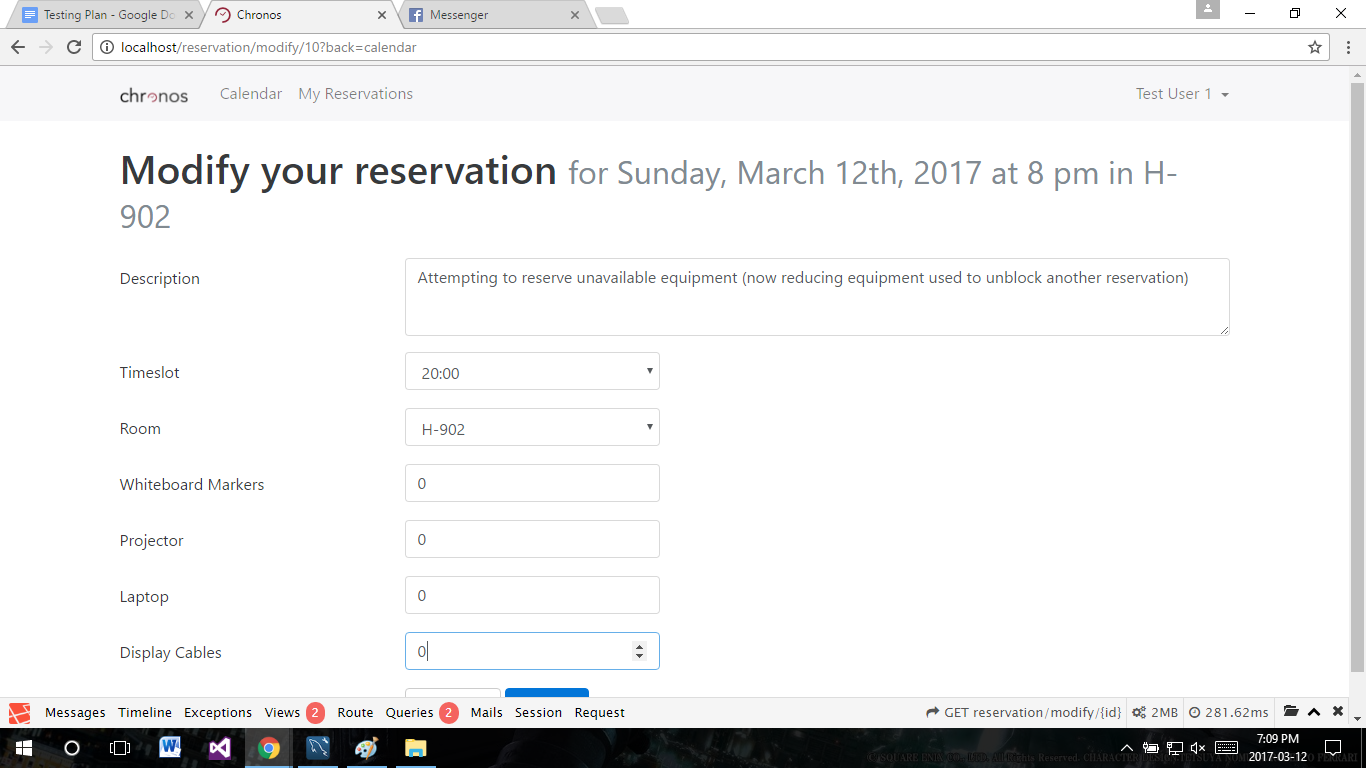 Testing Plan - Google Do
Chronos
Messenger
localhost/reservation/modify/10?back=calendar
chronos
Calendar
My Reservations
Test User 1
Modify your reservation for Sunday, March 12th, 2017 at 8 pm in H-
902
Description
Attempting to reserve unavailable equipment (now reducing equipment used to unblock another reservation)
Timeslot
20:00
Room
H-902
Whiteboard Markers
0
Projector
0
Laptop
0
Display Cables
0
Messages Timeline Exceptions Views 2 Route Queries 2 Mails Session Request
GET reservation/modify/{id} 2MB 281.62ms
7:09 PM
2017-03-12